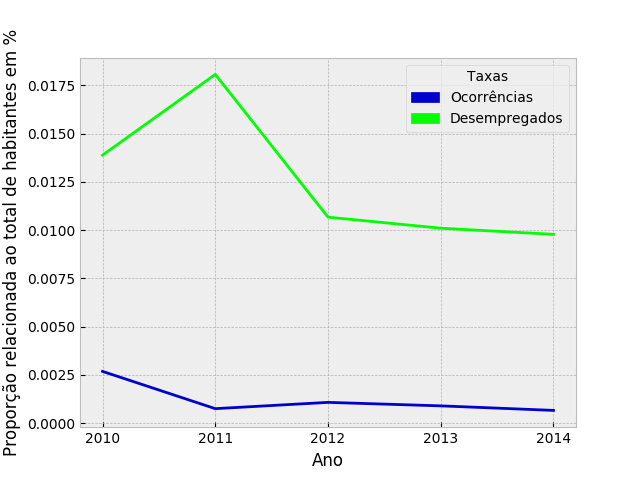 Proporção relacionada ao total de habitantes em %
0.0175
0.0150
0.0125
0.0100
0.0075
0.0050
0.0025
0.0000
Taxas
Ocorrências
Desempregados
2010 2011 2012 2013 2014
Ano